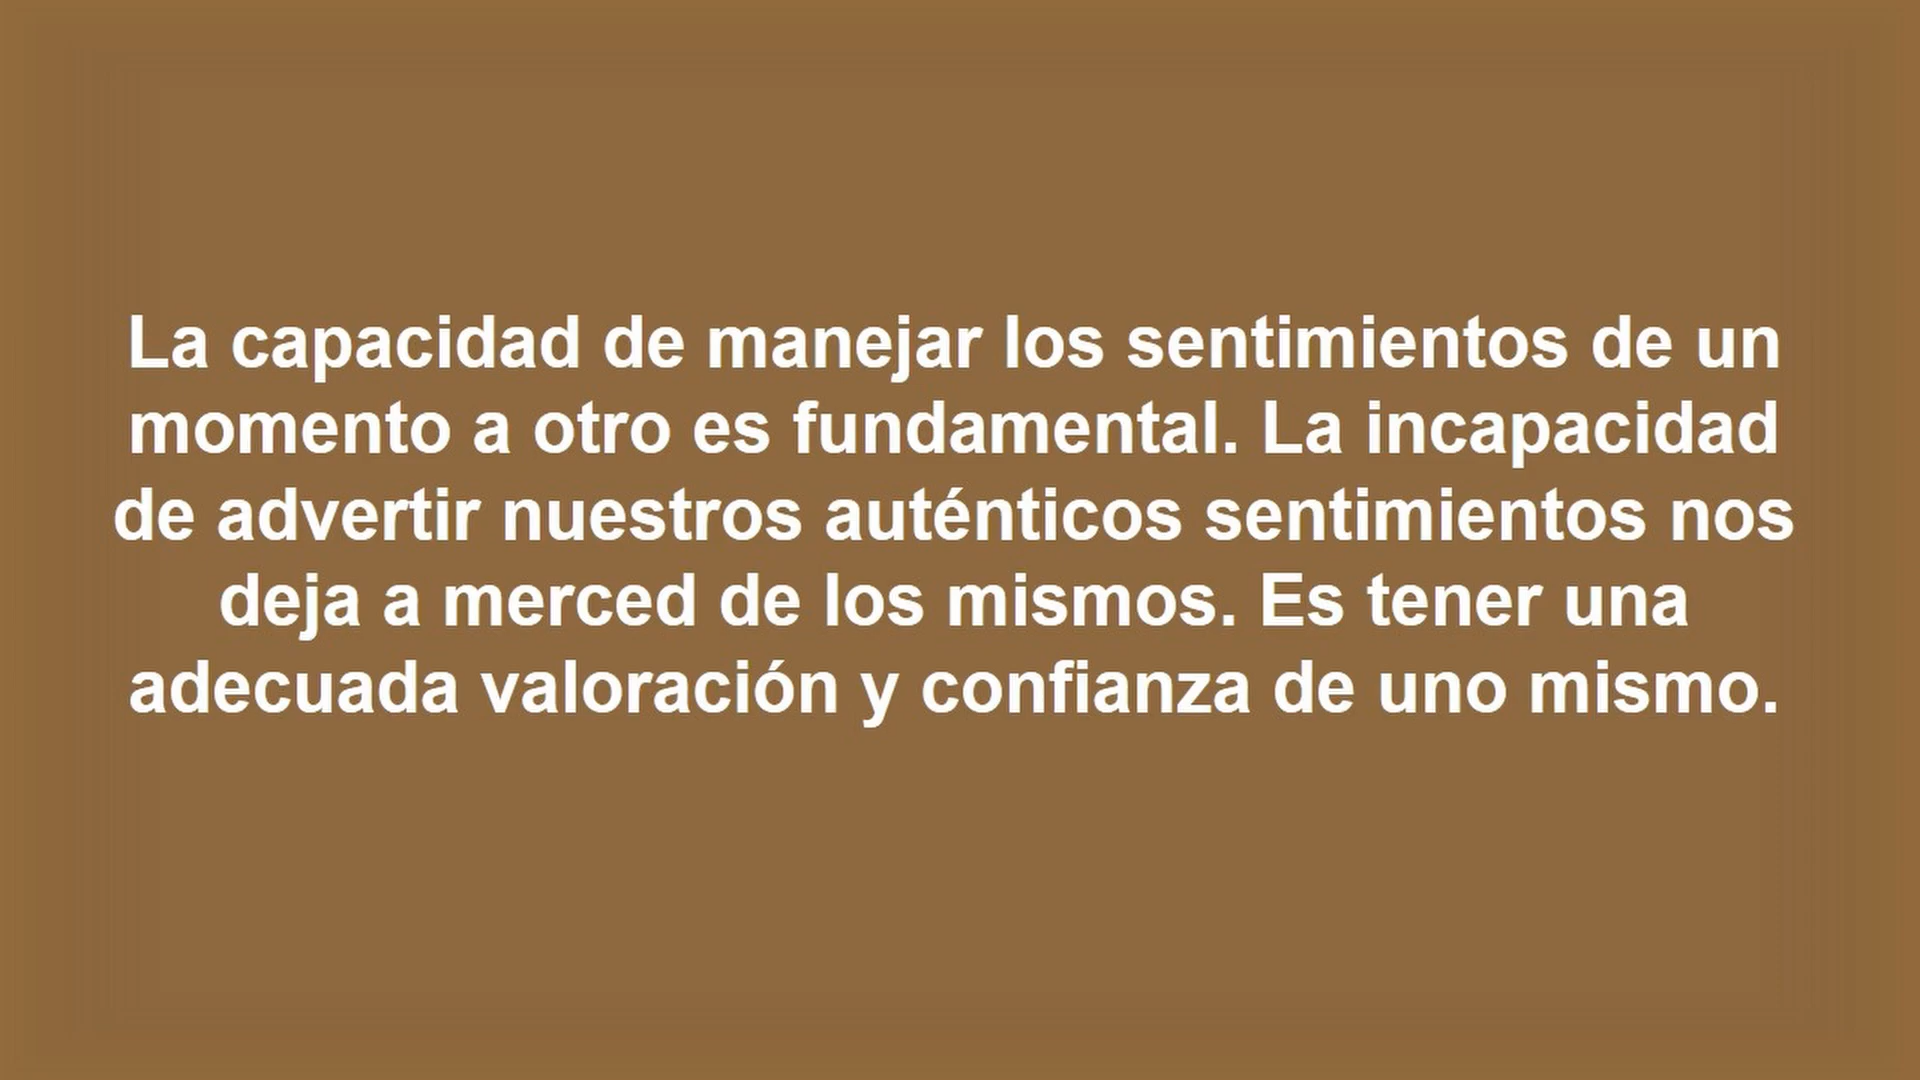 La capacidad de manejar los sentimientos de un
momento a otro es fundamental. La incapacidad
de advertir nuestros auténticos sentimientos nos
deja a merced de los mismos. Es tener una
adecuada valoración y confianza de uno mismo.